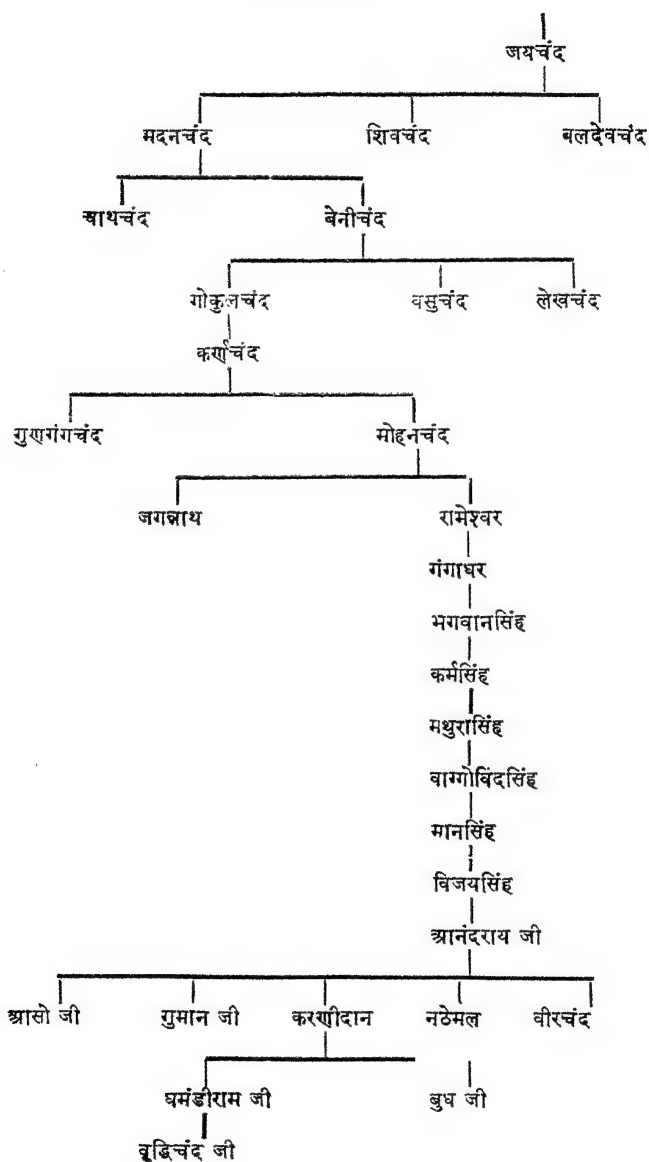 जयचंद
मदनचंद शिवचंद बलदेवचंद
चाथचंद बेनीचंद
गोकुलचंद वसुचंद लेखचंद
कर्णचंद
गुणगंगचंद मोहनचंद
जगन्नाथ रामेश्वर
गंगाधर
भगवानसिंह
कर्मसिंह
मथुरासिंह
वाग्गोविंदसिंह
मानसिंह
विजयसिंह
आनंदराय जी
आसो जी गुमान जी करणीदान नठेमल वीरचंद
घमंडीराम जी बुध जी
वृद्धिचंद जी